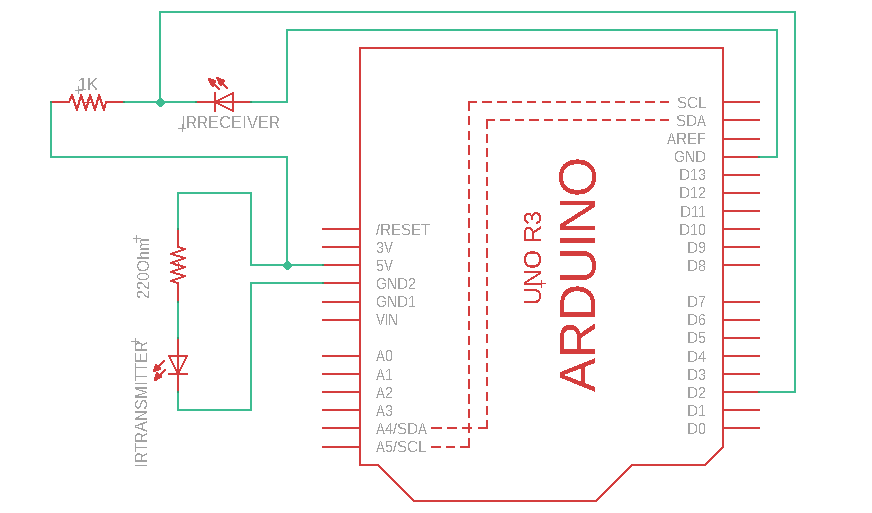 1K
IRRECEIVER
220Ohm
IRTRANSMITTER
/RESET
3V
5V
GND2
GND1
VIN
A0
A1
A2
A3
A4/SDA
A5/SCL
UNO R3
ARDUINO
SCL
SDA
AREF
GND
D13
D12
D11
D10
D9
D8
D7
D6
D5
D4
D3
D2
D1
D0